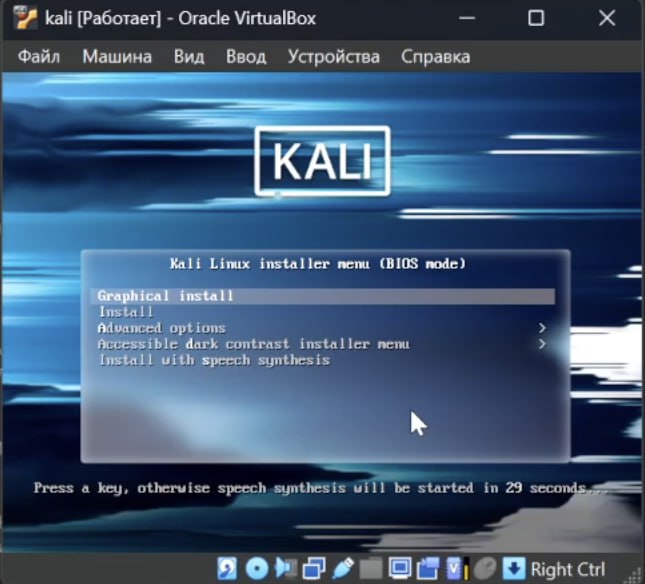 kali [Работает] - Oracle VirtualBox
Файл Машина Вид Ввод Устройства Справка
KALI
Kali Linux installer menu (BIOS mode)
Graphical install
Install
Advanced options >
Accessible dark contrast installer menu >
Install with speech synthesis
Press a key, otherwise speech synthesis will be started in 29 seconds...
Right Ctrl